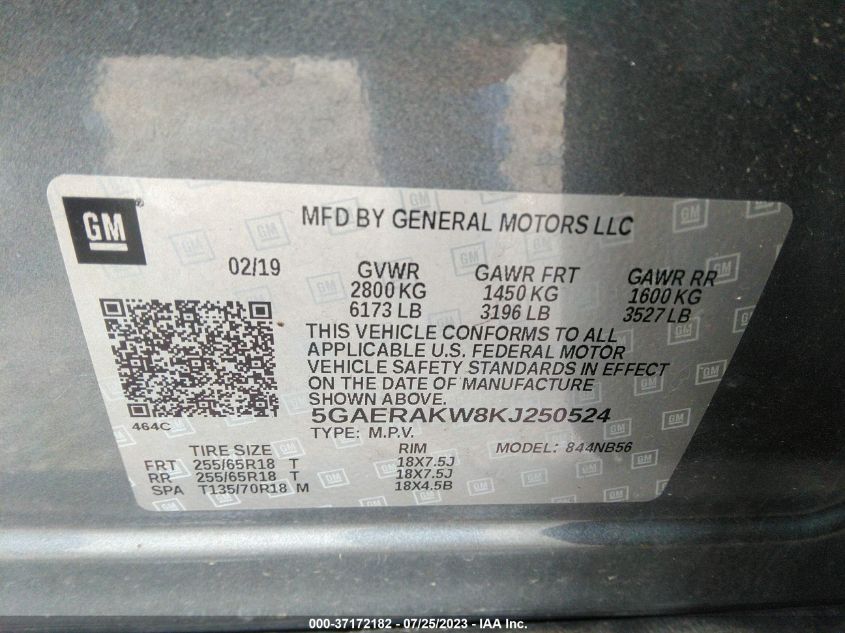 GM
MFD BY GENERAL MOTORS LLC
02/19 GVWR GAWR FRT GAWR RR
2800 KG 1450 KG 1600 KG
6173 LB 3196 LB 3527 LB
THIS VEHICLE CONFORMS TO ALL
APPLICABLE U.S. FEDERAL MOTOR
VEHICLE SAFETY STANDARDS IN EFFECT
ON THE DATE OF MANUFACTURE
SHOWN ABOVE.
464C
5GAERAKW8KJ250524
TYPE: M.P.V. MODEL: 844NB56
TIRE SIZE RIM
FRT 255/65R18 T 18X7.5J
RR 255/65R18 T 18X7.5J
SPA T135/70R18 M 18X4.5B
000-37172182 - 07/25/2023 - IAA Inc.